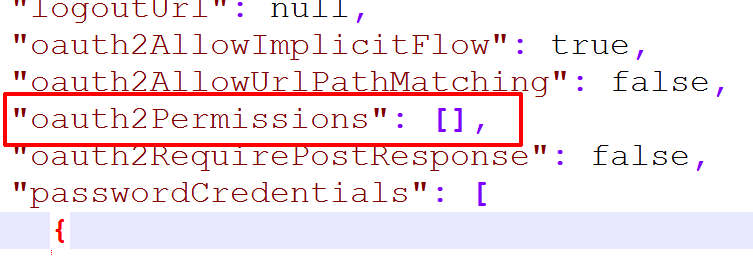 "logoutUrl": null,
"oauth2AllowImplicitFlow": true,
"oauth2AllowUrlPathMatching": false,
"oauth2Permissions": [],
"oauth2RequirePostResponse": false,
"passwordCredentials": [
{